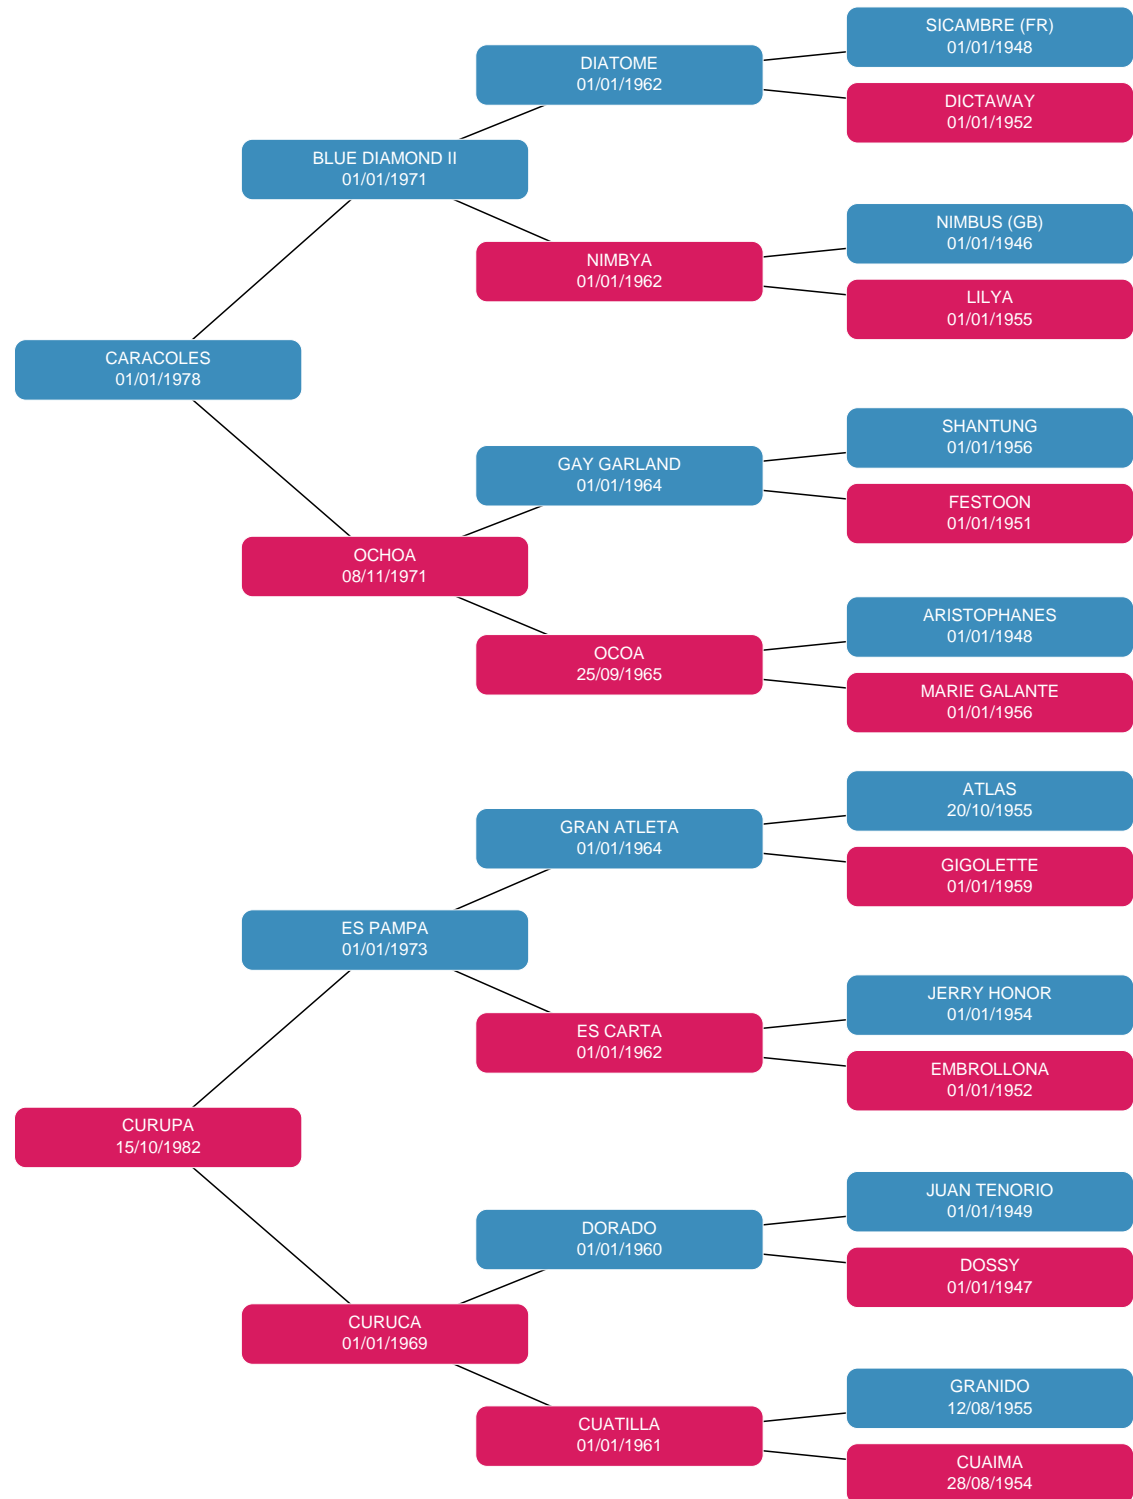 SICAMBRE (FR)
01/01/1948
DIATOME
01/01/1962
DICTAWAY
01/01/1952
BLUE DIAMOND II
01/01/1971
NIMBUS (GB)
01/01/1946
NIMBYA
01/01/1962
LILYA
01/01/1955
CARACOLES
01/01/1978
SHANTUNG
01/01/1956
GAY GARLAND
01/01/1964
FESTOON
01/01/1951
OCHOA
08/11/1971
ARISTOPHANES
01/01/1948
OCOA
25/09/1965
MARIE GALANTE
01/01/1956
ATLAS
20/10/1955
GRAN ATLETA
01/01/1964
GIGOLETTE
01/01/1959
ES PAMPA
01/01/1973
JERRY HONOR
01/01/1954
ES CARTA
01/01/1962
EMBROLLONA
01/01/1952
CURUPA
15/10/1982
JUAN TENORIO
01/01/1949
DORADO
01/01/1960
DOSSY
01/01/1947
CURUCA
01/01/1969
GRANIDO
12/08/1955
CUATILLA
01/01/1961
CUAIMA
28/08/1954